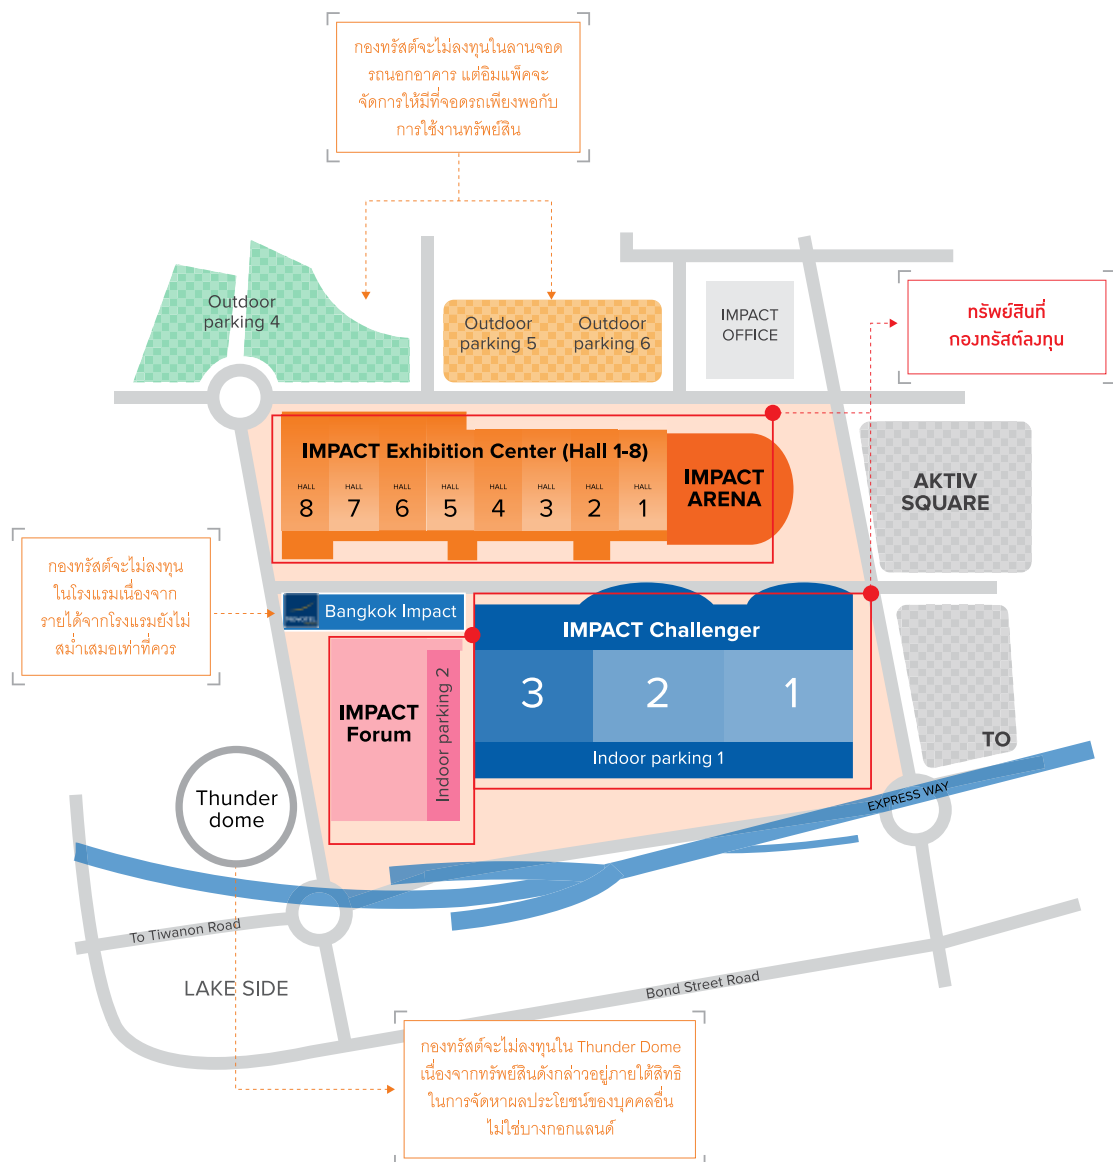 กองทรัสต์จะไม่ลงทุนในลานจอด
รถนอกอาคาร แต่อิมแพ็คจะ
จัดการให้มีที่จอดรถเพียงพอกับ
การใช้งานทรัพย์สิน
Outdoor
parking 4
Outdoor
parking 5
Outdoor
parking 6
IMPACT
OFFICE
ทรัพย์สินที่
กองทรัสต์ลงทุน
IMPACT Exhibition Center (Hall 1-8)
HALL
8
HALL
7
HALL
6
HALL
5
HALL
4
HALL
3
HALL
2
HALL
1
IMPACT
ARENA
AKTIV
SQUARE
กองทรัสต์จะไม่ลงทุน
ในโรงแรมเนื่องจาก
รายได้จากโรงแรมยังไม่
สม่ำเสมอเท่าที่ควร
NOVOTEL
Bangkok Impact
IMPACT Challenger
3
2
1
Indoor parking 1
IMPACT
Forum
Indoor parking 2
TO
Thunder
dome
EXPRESS WAY
To Tiwanon Road
LAKE SIDE
Bond Street Road
กองทรัสต์จะไม่ลงทุนใน Thunder Dome
เนื่องจากทรัพย์สินดังกล่าวอยู่ภายใต้สิทธิ
ในการจัดหาผลประโยชน์ของบุคคลอื่น
ไม่ใช่บางกอกแลนด์